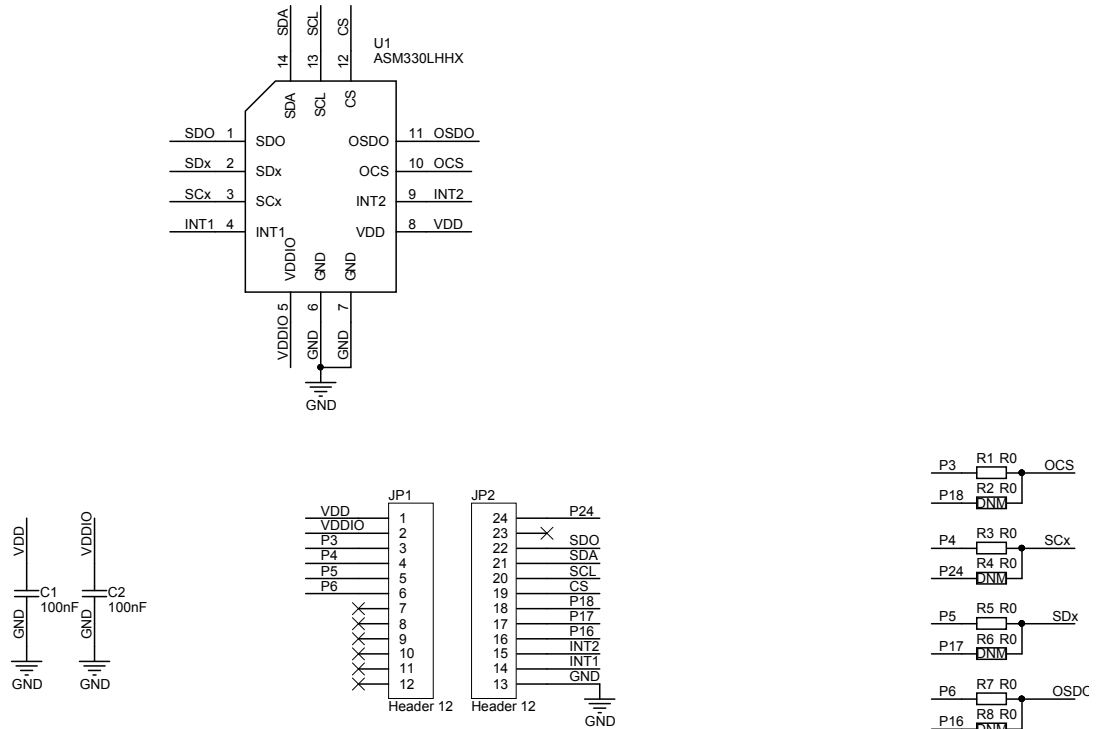 SDA SCL CS
14 13 12
U1
ASM330LHHX
SDA SCL CS
SDO 1 SDO OSDO 11 OSDO
SDx 2 SDx OCS 10 OCS
SCx 3 SCx INT2 9 INT2
INT1 4 INT1 VDD 8 VDD
VDDIO GND GND
5 6 7
VDDIO GND GND
GND
VDD
GND
C1
100nF
GND
VDDIO
GND
C2
100nF
GND
JP1
VDD 1
VDDIO 2
P3 3
P4 4
P5 5
P6 6
7
8
9
10
11
12
Header 12
JP2
24 P24
23
22 SDO
21 SDA
20 SCL
19 CS
18 P18
17 P17
16 P16
15 INT2
14 INT1
13 GND
Header 12
GND
P3 R1 R0 OCS
P18 R2 R0
DNM
P4 R3 R0 SCx
P24 R4 R0
DNM
P5 R5 R0 SDx
P17 R6 R0
DNM
P6 R7 R0
P16 R8 R0
DNM